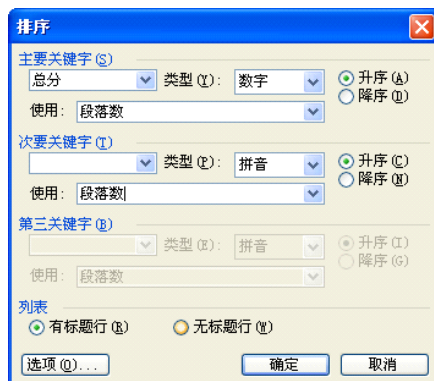 排序
主要关键字(S)
总分 类型(Y): 数字 升序(A)
降序(D)
使用: 段落数
次要关键字(T)
类型(P): 拼音 升序(C)
降序(N)
使用: 段落数
第三关键字(B)
类型(E): 拼音 升序(I)
降序(G)
使用: 段落数
列表
有标题行(R) 无标题行(W)
选项(O)... 确定 取消